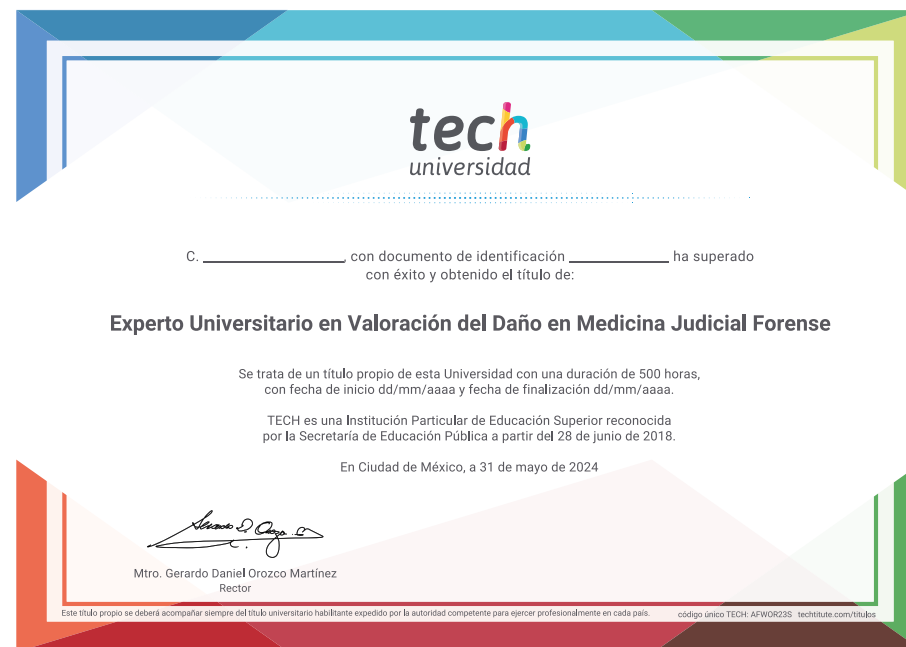 tech
universidad
C. ____________, con documento de identificación ____________ ha superado
con éxito y obtenido el título de:
Experto Universitario en Valoración del Daño en Medicina Judicial Forense
Se trata de un título propio de esta Universidad con una duración de 500 horas,
con fecha de inicio dd/mm/aaaa y fecha de finalización dd/mm/aaaa.
TECH es una Institución Particular de Educación Superior reconocida
por la Secretaría de Educación Pública a partir del 28 de junio de 2018.
En Ciudad de México, a 31 de mayo de 2024
Mtro. Gerardo Daniel Orozco Martínez
Rector
Este título propio se deberá acompañar siempre del título universitario habilitante expedido por la autoridad competente para ejercer profesionalmente en cada país.
código único TECH: AFWOR23S techtitute.com/titulos